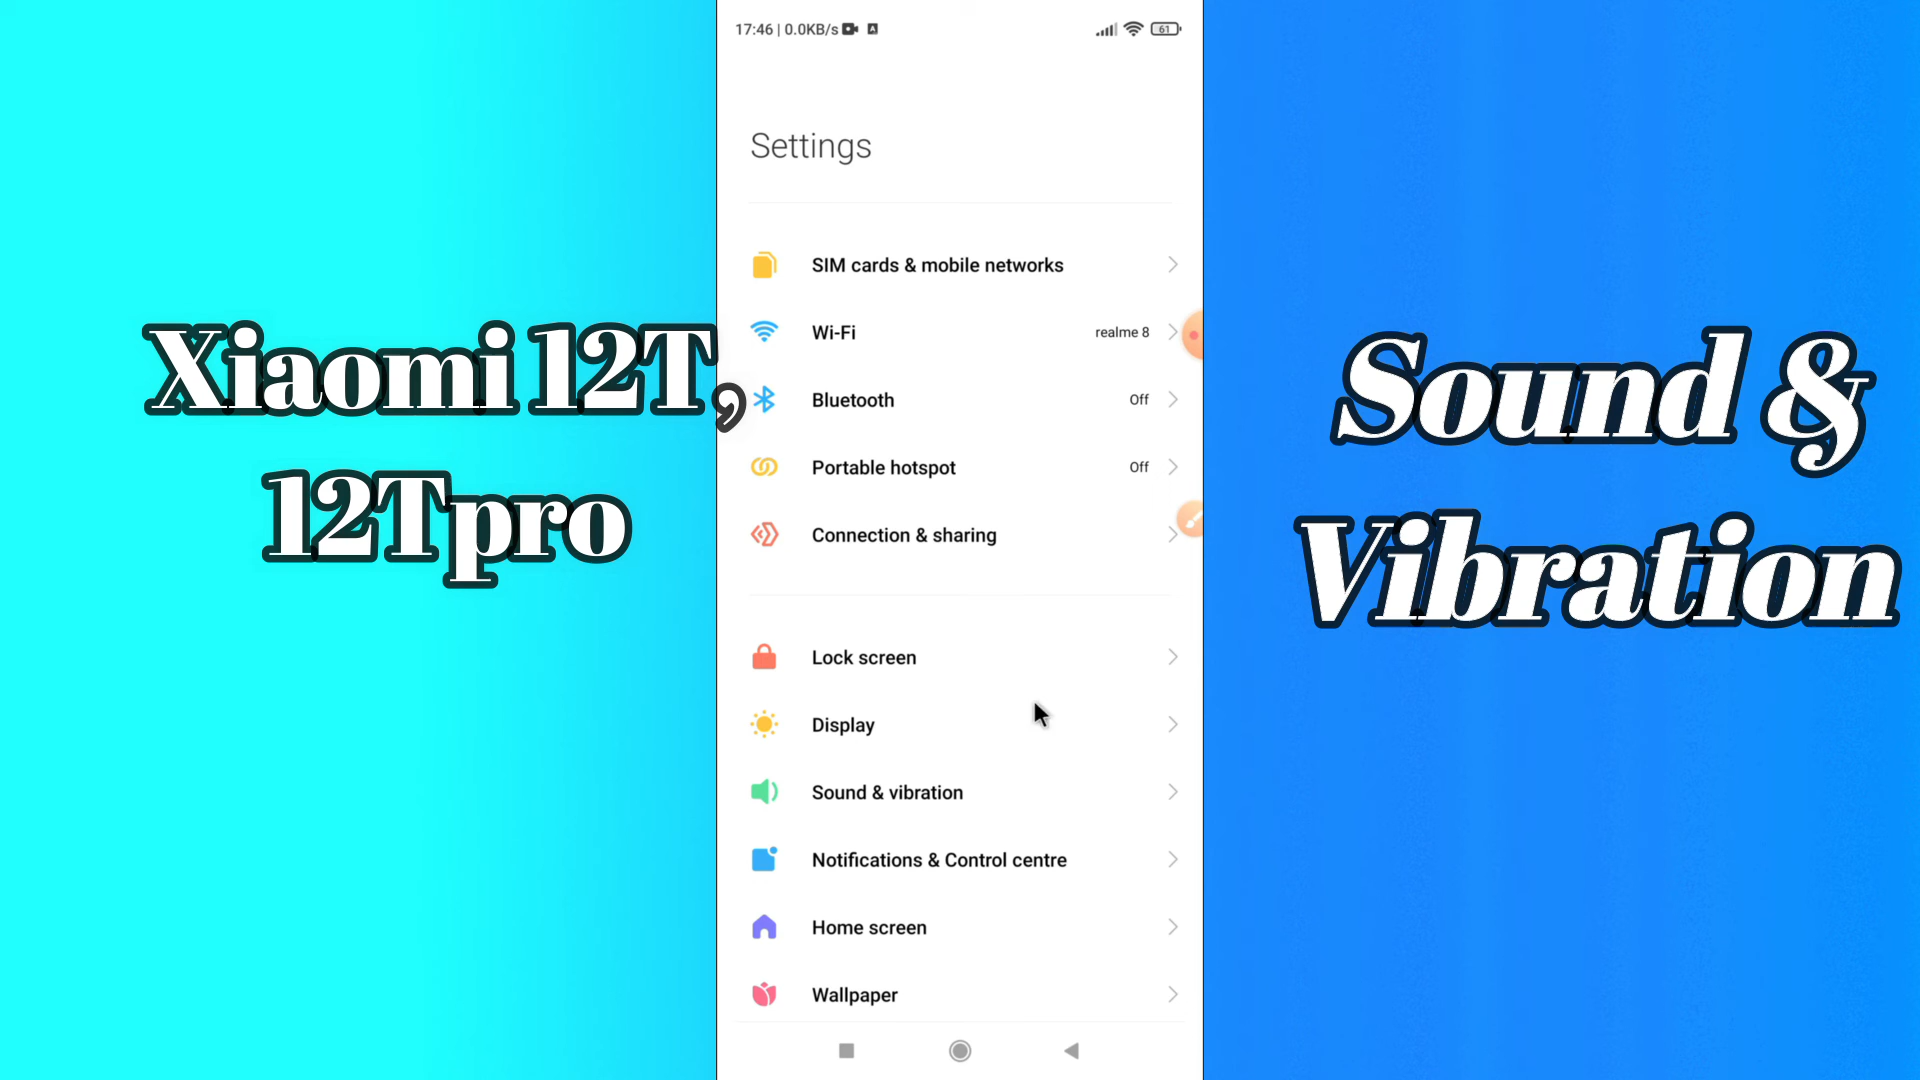 17:46 | 0.0KB/s
61
Settings
SIM cards & mobile networks
Wi-Fi realme 8
Bluetooth Off
Portable hotspot Off
Connection & sharing
Lock screen
Display
Sound & vibration
Notifications & Control centre
Home screen
Wallpaper
Xiaomi 12T,
12Tpro
Sound &
Vibration